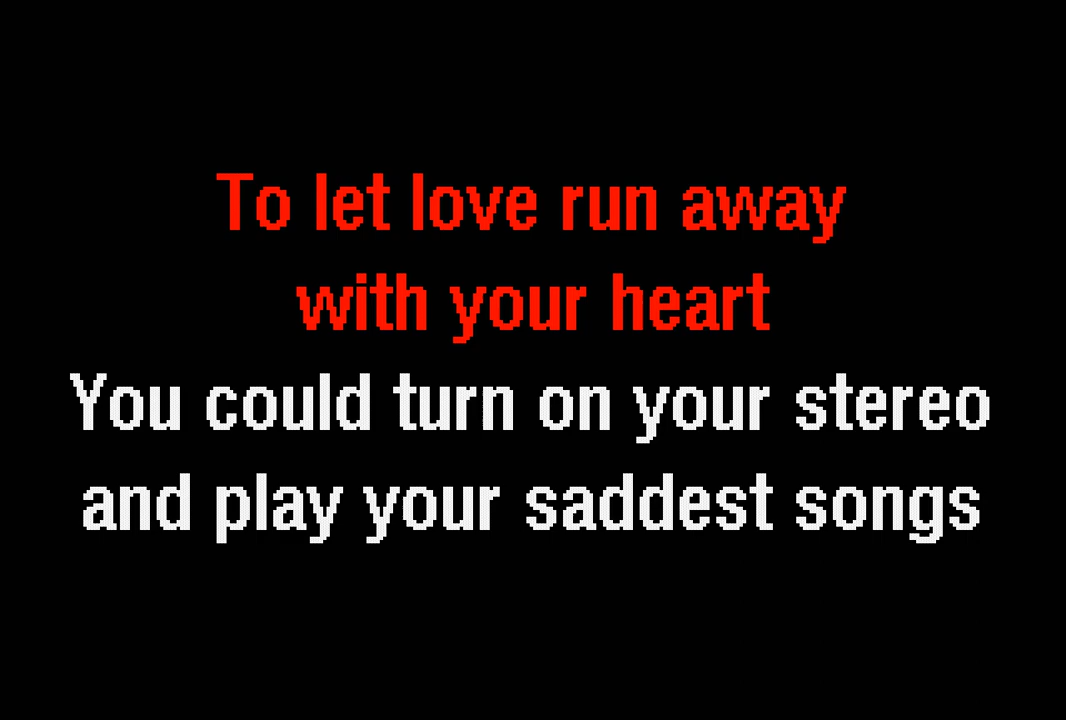 To let love run away
with your heart
You could turn on your stereo
and play your saddest songs